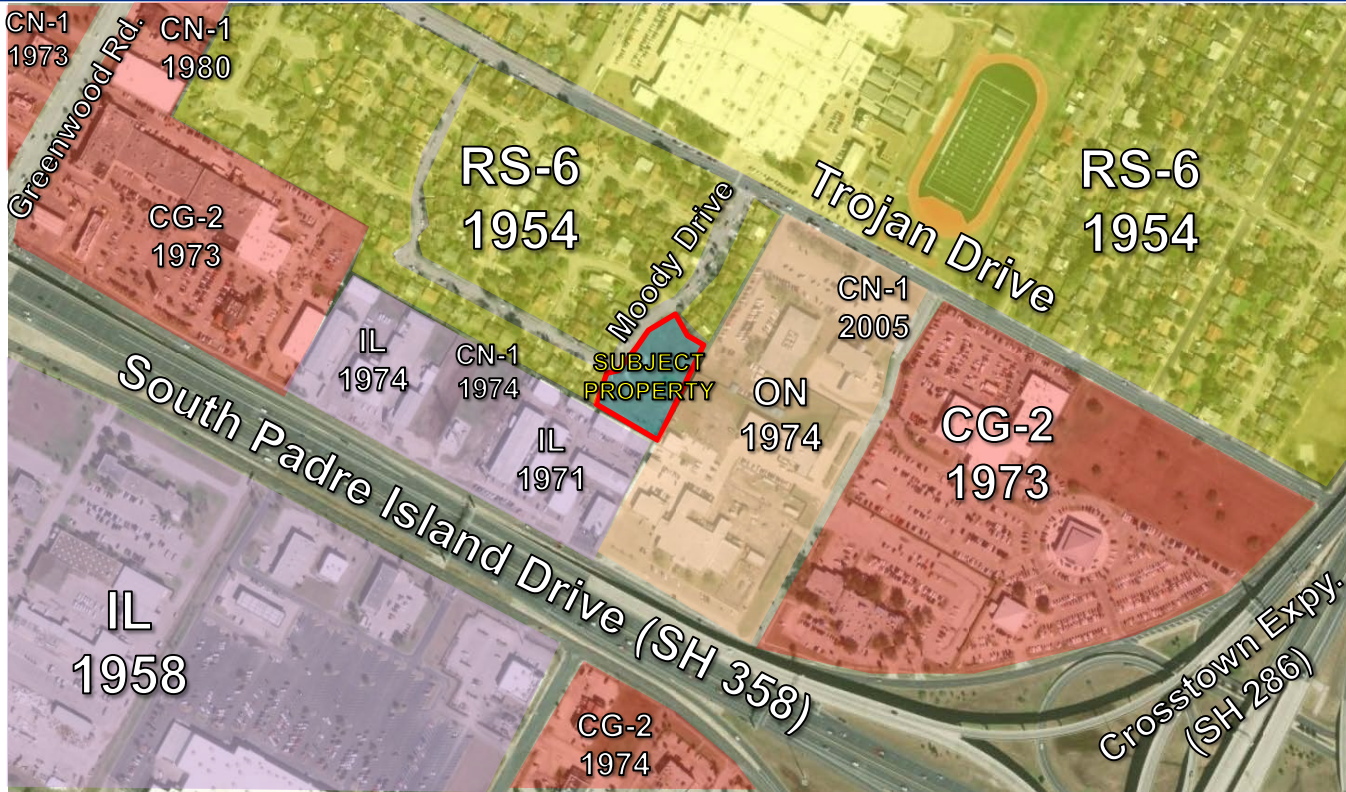 CN-1
1973
Greenwood Rd.
CN-1
1980
CG-2
1973
RS-6
1954
Moody Drive
Trojan Drive
RS-6
1954
IL
1974
CN-1
1974
IL
1971
SUBJECT
PROPERTY
CN-1
2005
ON
1974
CG-2
1973
South Padre Island Drive (SH 358)
IL
1958
CG-2
1974
Crosstown Expy.
(SH 286)